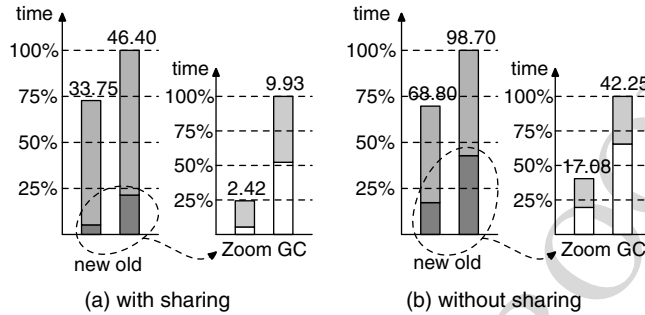 time
100%
75%
50%
25%
46.40
33.75
new old
time
100%
75%
50%
25%
9.93
2.42
Zoom GC
(a) with sharing
time
100%
75%
50%
25%
98.70
68.80
new old
time
100%
75%
50%
25%
42.25
17.08
Zoom GC
(b) without sharing